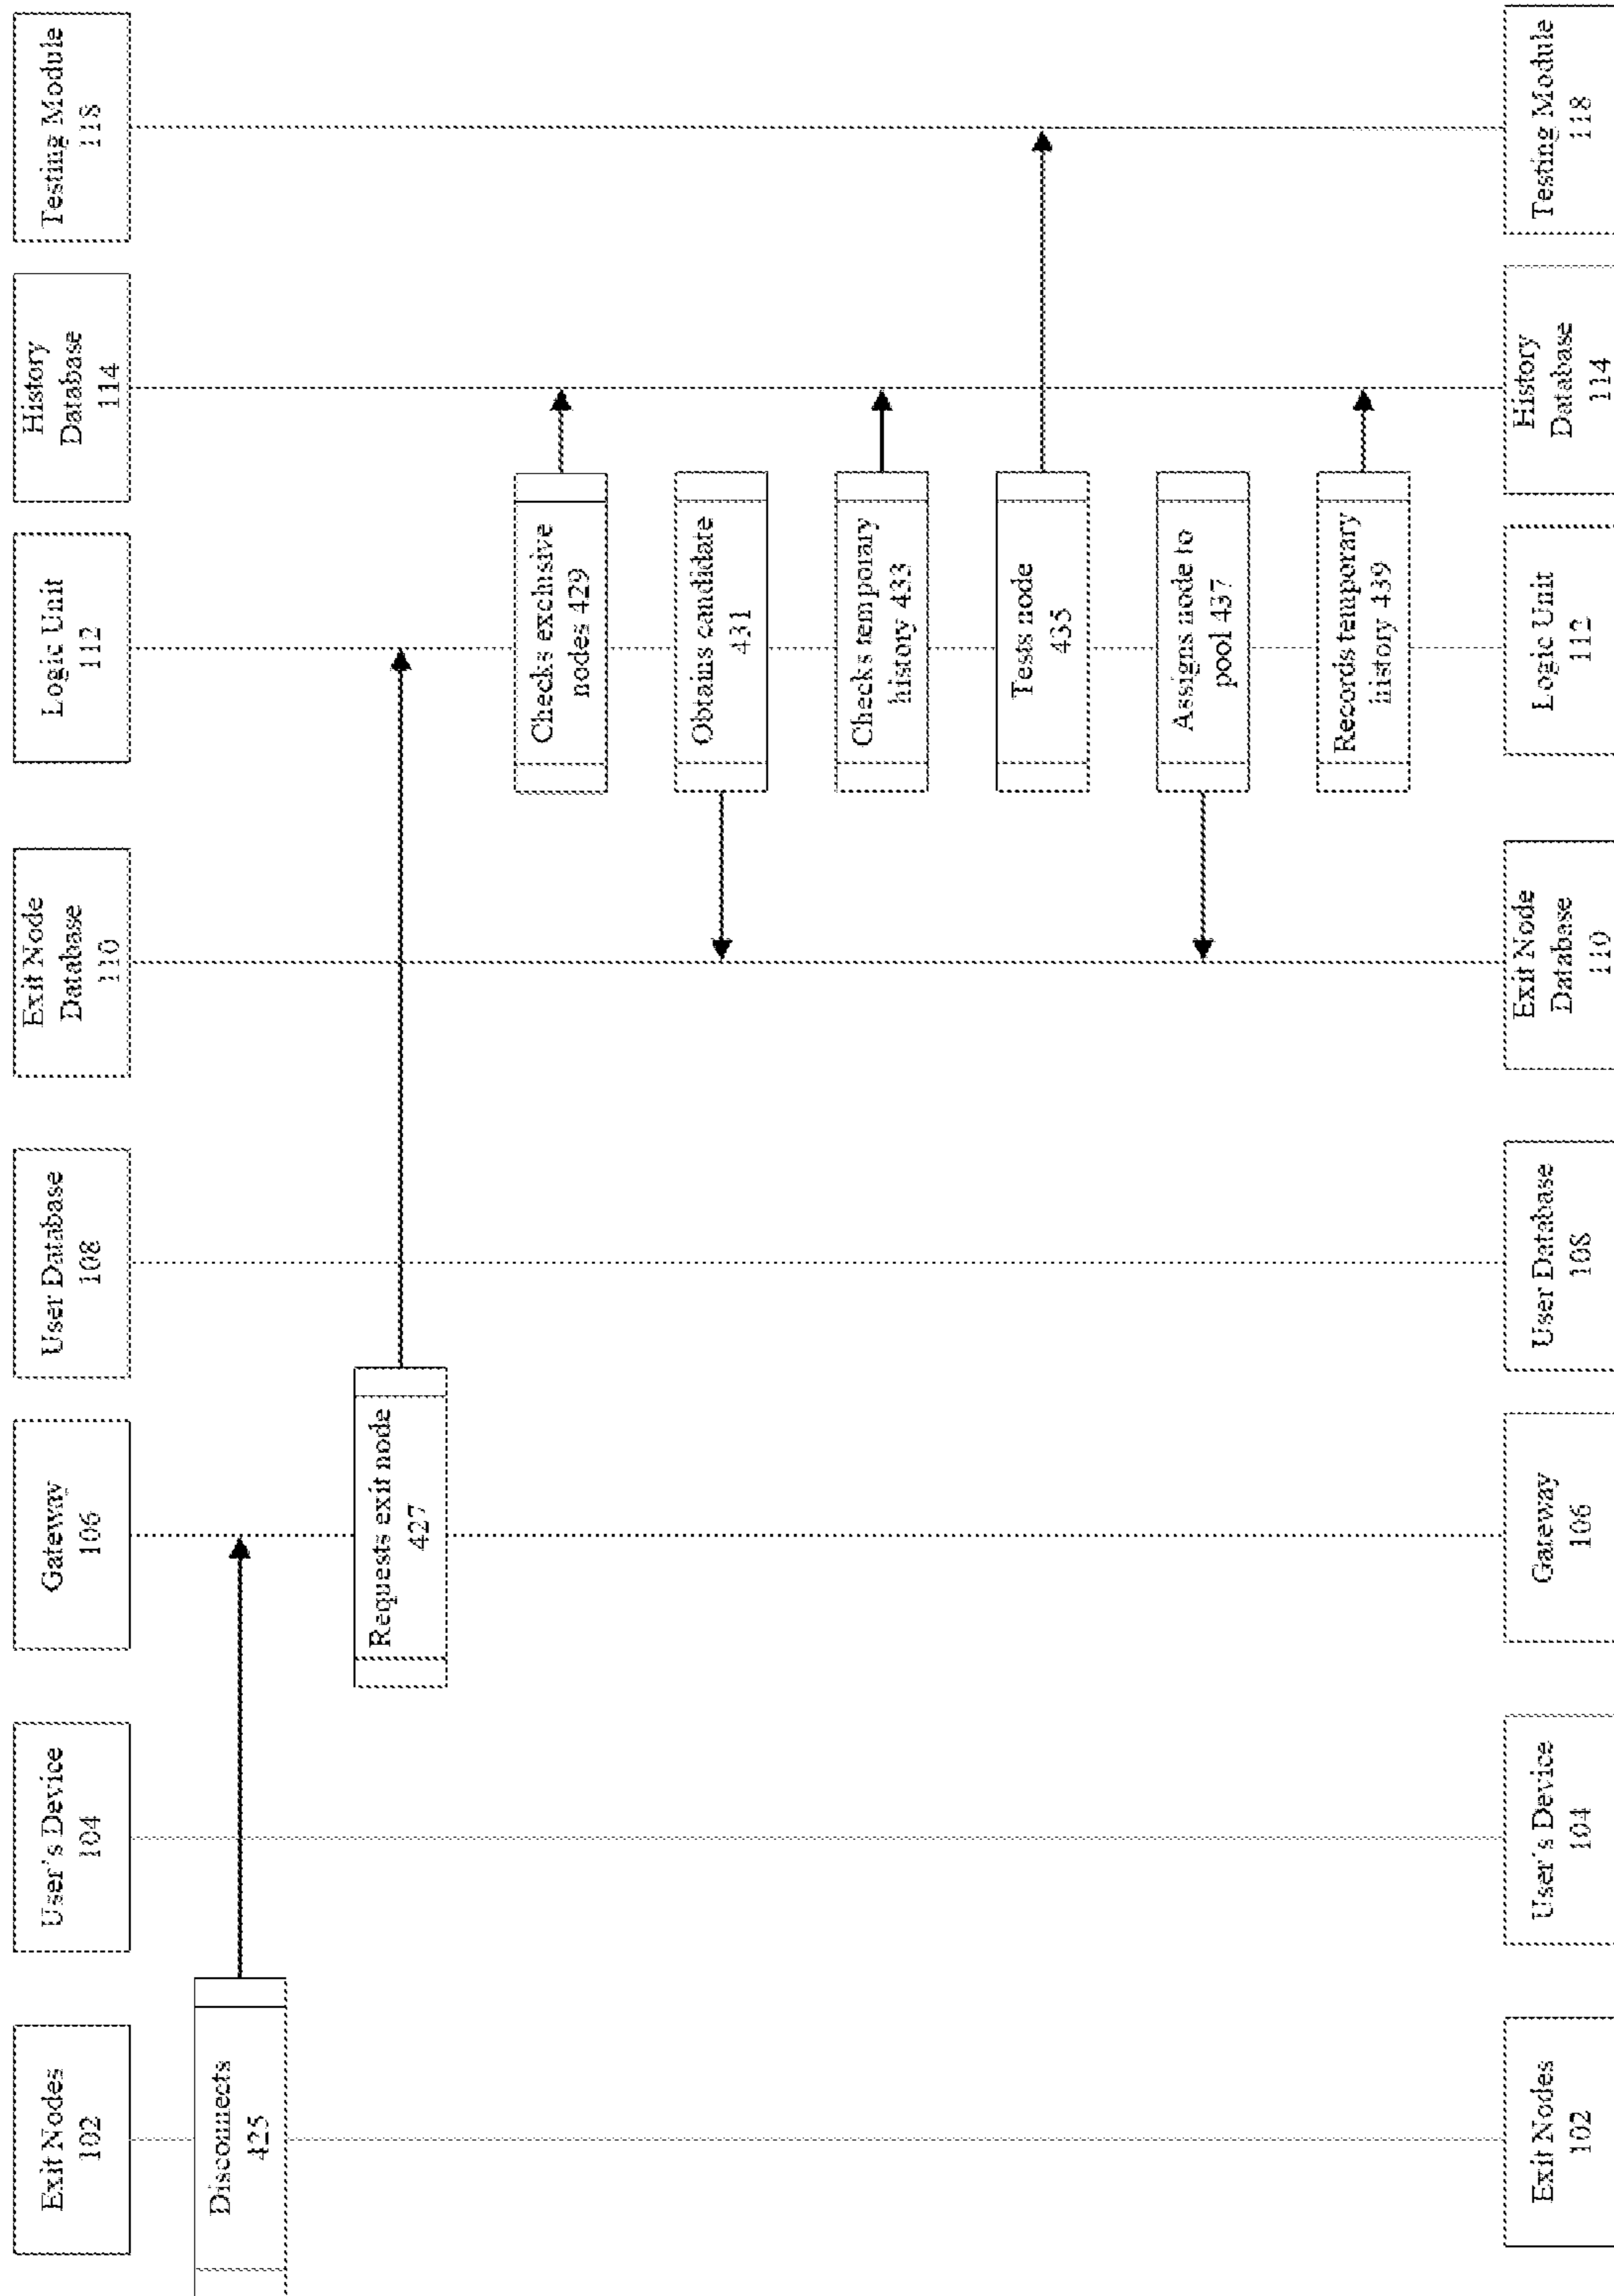 Exit Nodes
102
User's Device
104
Gateway
106
User Database
108
Exit Node
Database
110
Logic Unit
112
History
Database
114
Testing Module
118
Disconnects
425
Requests exit node
427
Checks exclusive
nodes 429
Obtains candidate
431
Checks temporary
history 433
Tests node
435
Assigns node to
pool 437
Records temporary
history 439
Exit Nodes
102
User's Device
104
Gateway
106
User Database
108
Exit Node
Database
110
Logic Unit
112
History
Database
114
Testing Module
118